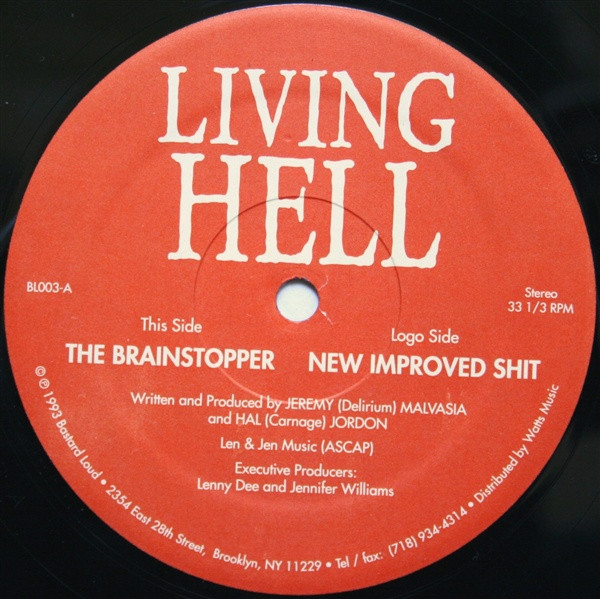 LIVING
HELL
BL003-A
Stereo
33 1/3 RPM
This Side
THE BRAINSTOPPER
Logo Side
NEW IMPROVED SHIT
Written and Produced by JEREMY (Delirium) MALVASIA
and HAL (Carnage) JORDON
Len & Jen Music (ASCAP)
Executive Producers:
Lenny Dee and Jennifer Williams
© ℗ 1993 Bastard Loud • 2354 East 28th Street, Brooklyn, NY 11229 • Tel / fax: (718) 934-4314 • Distributed by Watts Music